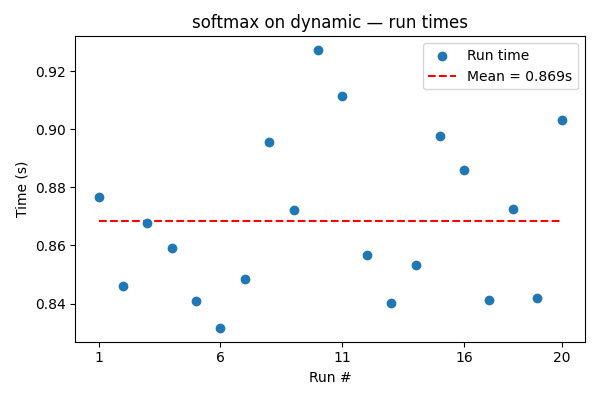 softmax on dynamic — run times
Run time
Mean = 0.869s
Time (s)
0.92
0.90
0.88
0.86
0.84
1
6
11
16
20
Run #